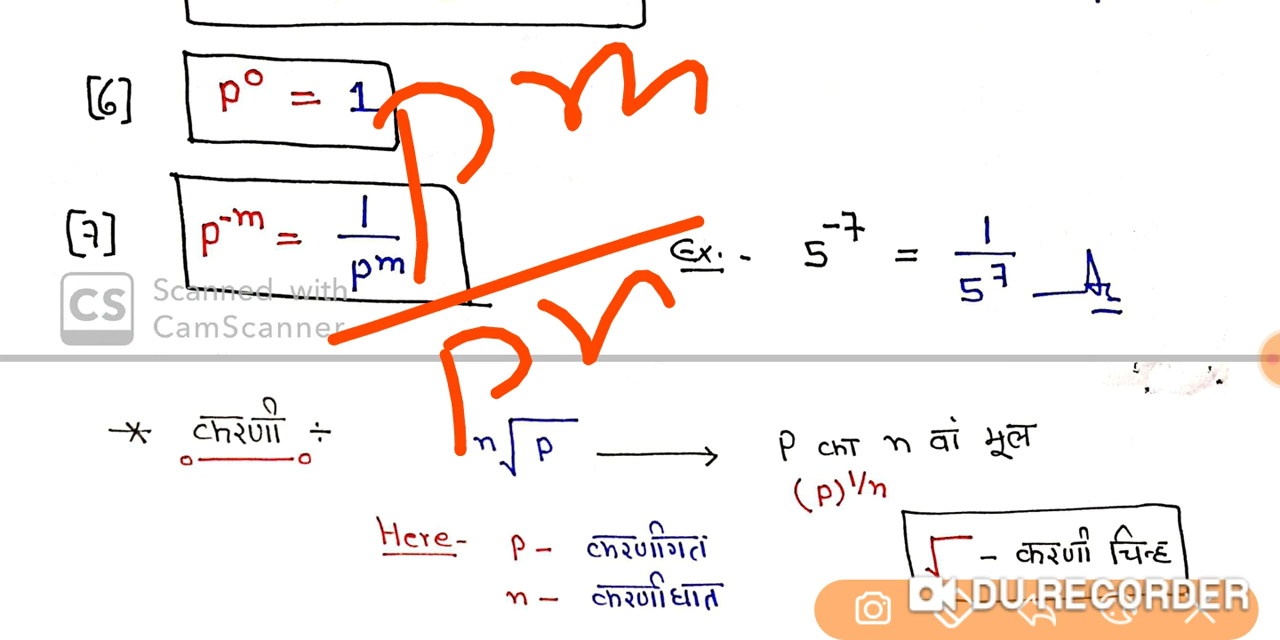 [6] p⁰ = 1
pᵐ
[7] p⁻ᵐ = 1/pᵐ
Ex. - 5⁻⁷ = 1/5⁷ Ans
pⁿ
CS Scanned with
CamScanner
* करणी ÷ ⁿ√p → p का n वां मूल
(p)¹/ⁿ
Here- p - करणीगत
√ - करणी चिन्ह
n - करणीघात
DU RECORDER